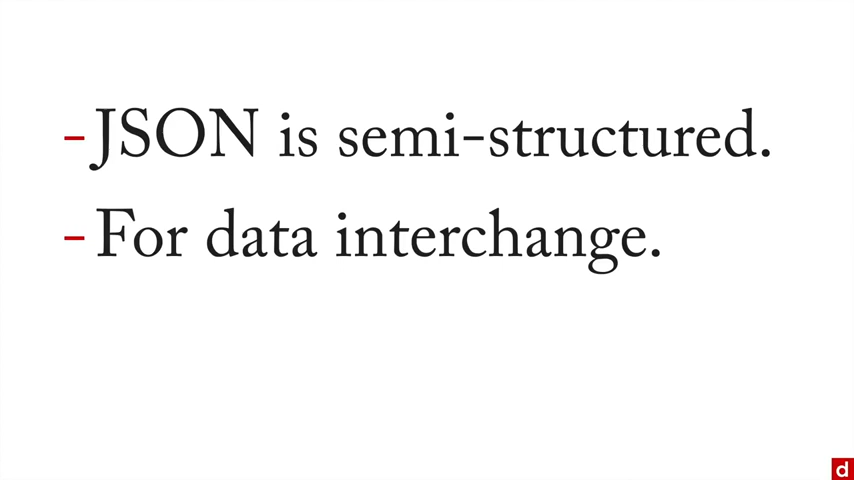 - JSON is semi-structured.
- For data interchange.
d